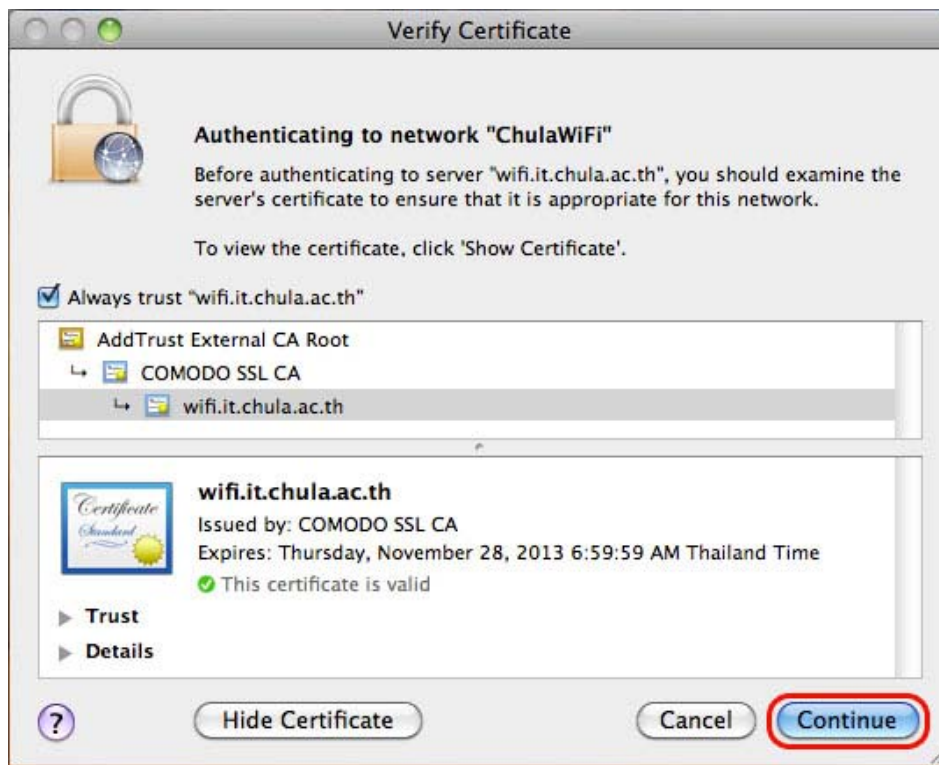 Verify Certificate
Authenticating to network "ChulaWiFi"
Before authenticating to server "wifi.it.chula.ac.th", you should examine the
server's certificate to ensure that it is appropriate for this network.
To view the certificate, click 'Show Certificate'.
Always trust "wifi.it.chula.ac.th"
AddTrust External CA Root
COMODO SSL CA
wifi.it.chula.ac.th
Certificate
Standard
wifi.it.chula.ac.th
Issued by: COMODO SSL CA
Expires: Thursday, November 28, 2013 6:59:59 AM Thailand Time
This certificate is valid
Trust
Details
? Hide Certificate Cancel Continue